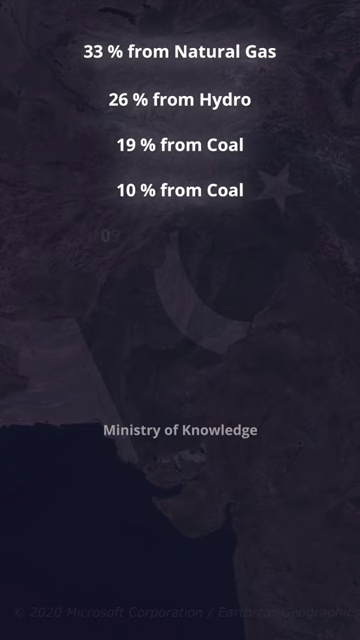 33 % from Natural Gas
26 % from Hydro
19 % from Coal
10 % from Coal
Ministry of Knowledge
© 2020 Microsoft Corporation / Earthstar Geographic